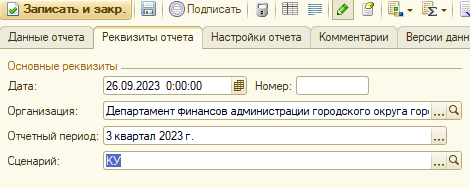 Записать и закр. Подписать
Данные отчета Реквизиты отчета Настройки отчета Комментарии Версии данн
Основные реквизиты
Дата: 26.09.2023 0:00:00 Номер:
Организация: Департамент финансов администрации городского округа горо ...
Отчетный период: 3 квартал 2023 г. ...
Сценарий: КУ ...